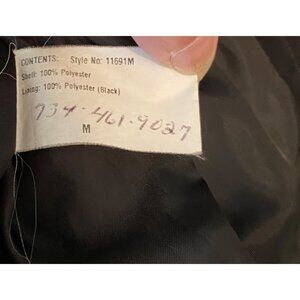 CONTENTS: Style No: 11691M
Shell: 100% Polyester
Lining: 100% Polyester (Black)
734-461-9027
M